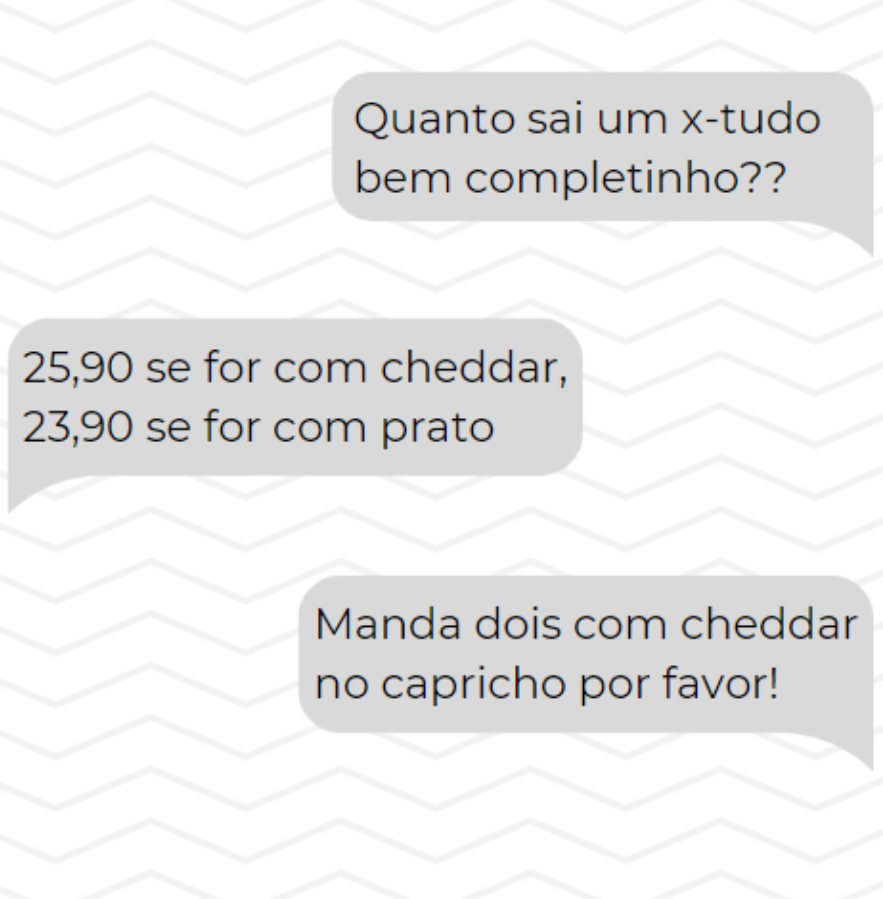 Quanto sai um x-tudo
bem completinho??
25,90 se for com cheddar,
23,90 se for com prato
Manda dois com cheddar
no capricho por favor!